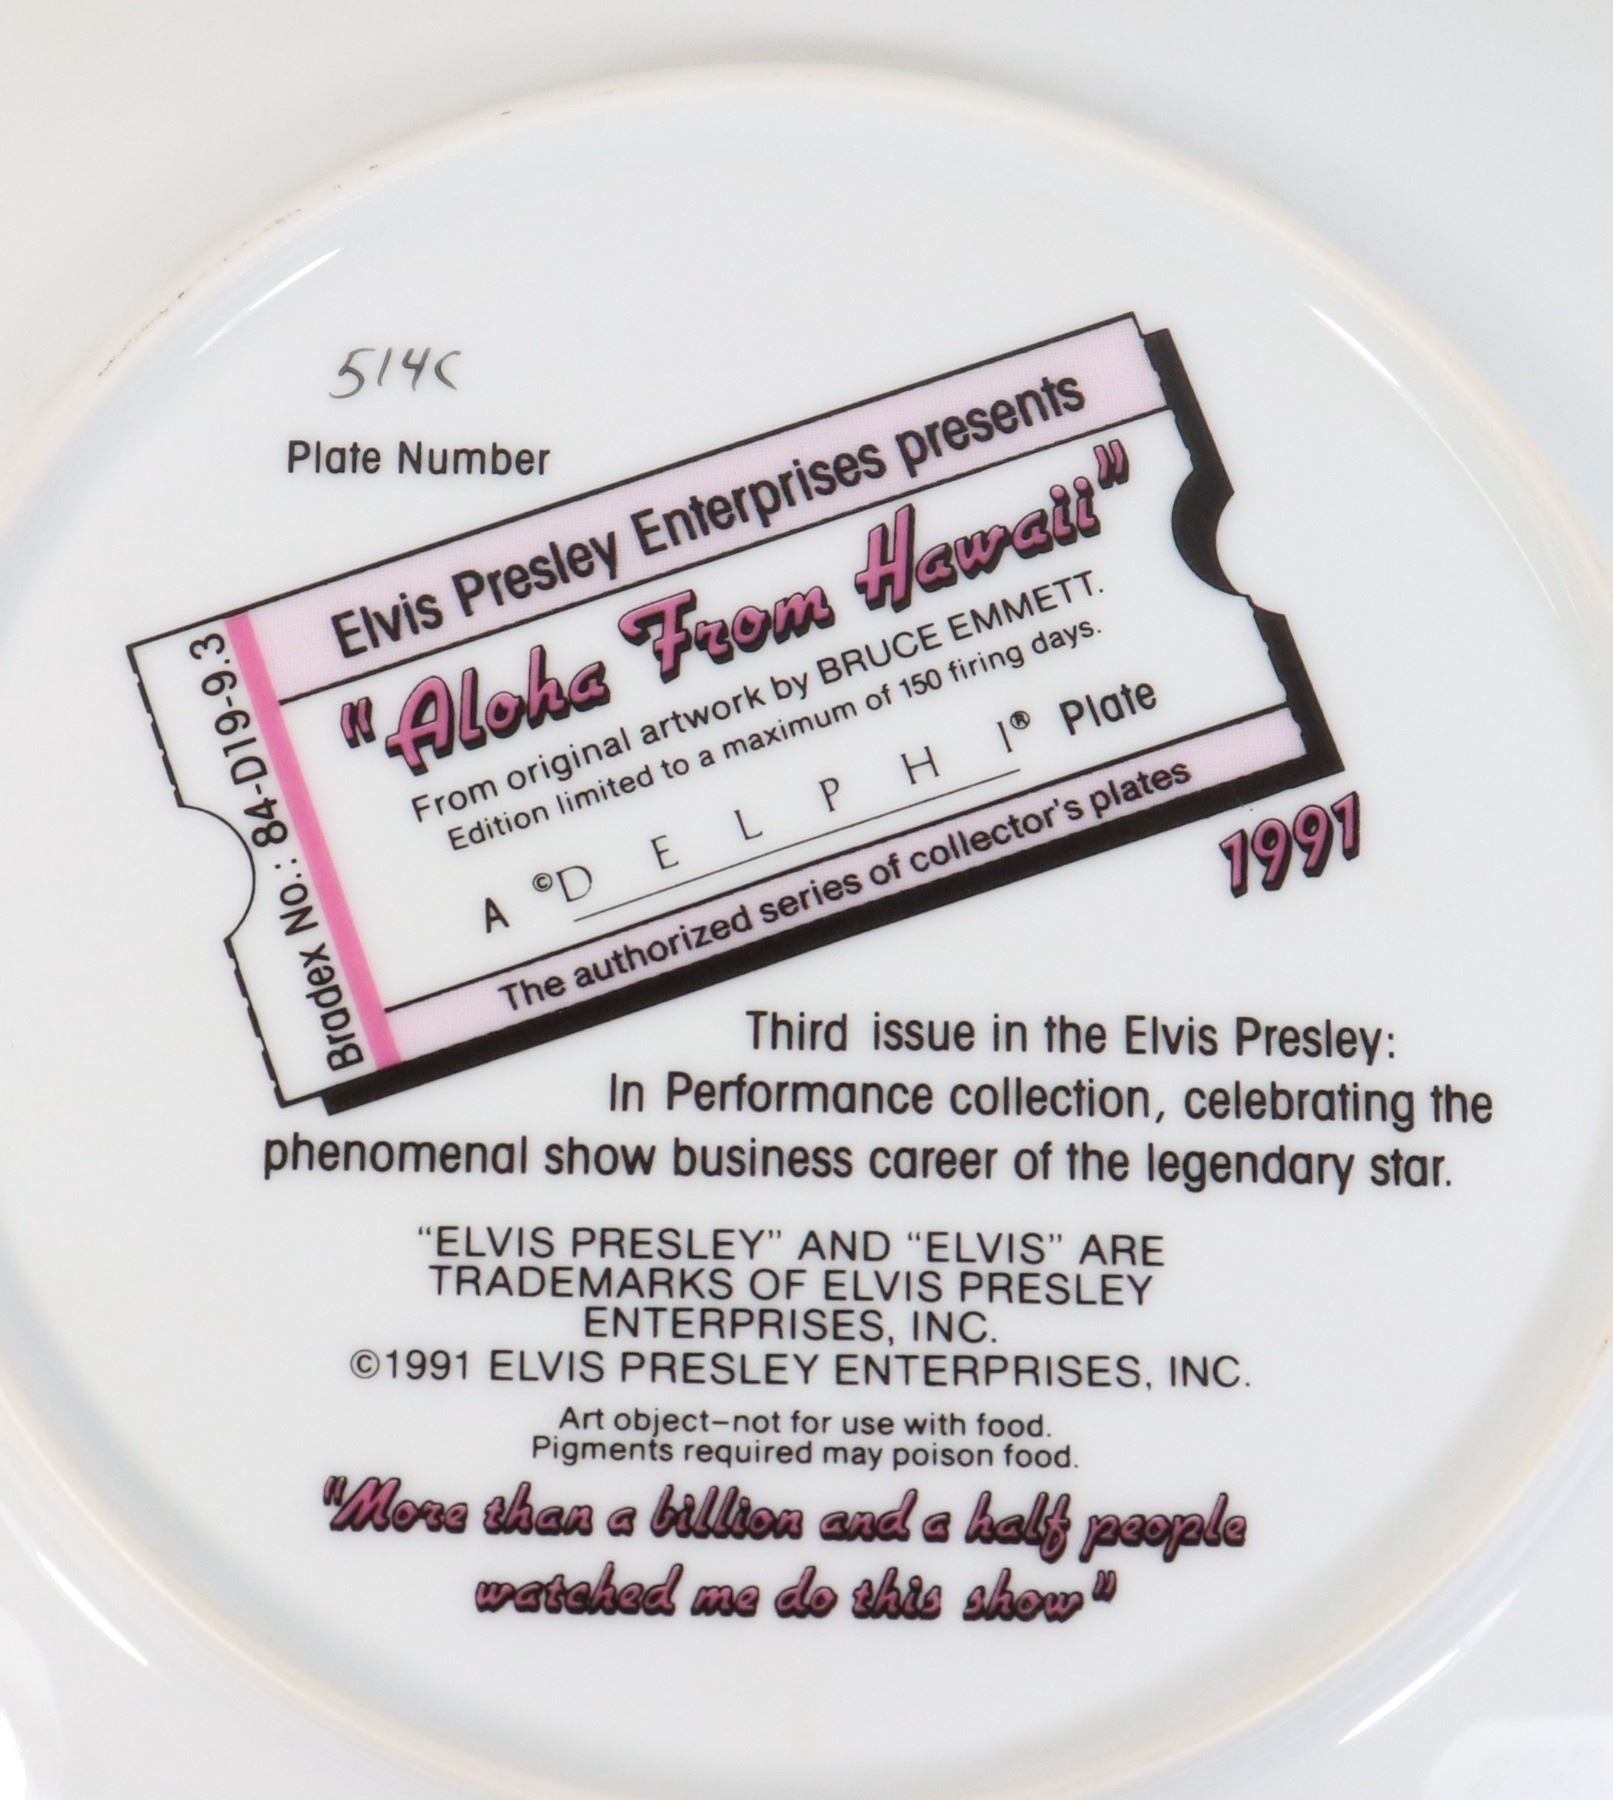 514C
Plate Number
Elvis Presley Enterprises presents
"Aloha From Hawaii"
From original artwork by BRUCE EMMETT.
Edition limited to a maximum of 150 firing days.
A ©DELPHI® Plate
The authorized series of collector's plates
Bradex No.: 84-D19-9.3
1991
Third issue in the Elvis Presley:
In Performance collection, celebrating the
phenomenal show business career of the legendary star.
"ELVIS PRESLEY" AND "ELVIS" ARE
TRADEMARKS OF ELVIS PRESLEY
ENTERPRISES, INC.
©1991 ELVIS PRESLEY ENTERPRISES, INC.
Art object–not for use with food.
Pigments required may poison food.
"More than a billion and a half people
watched me do this show"